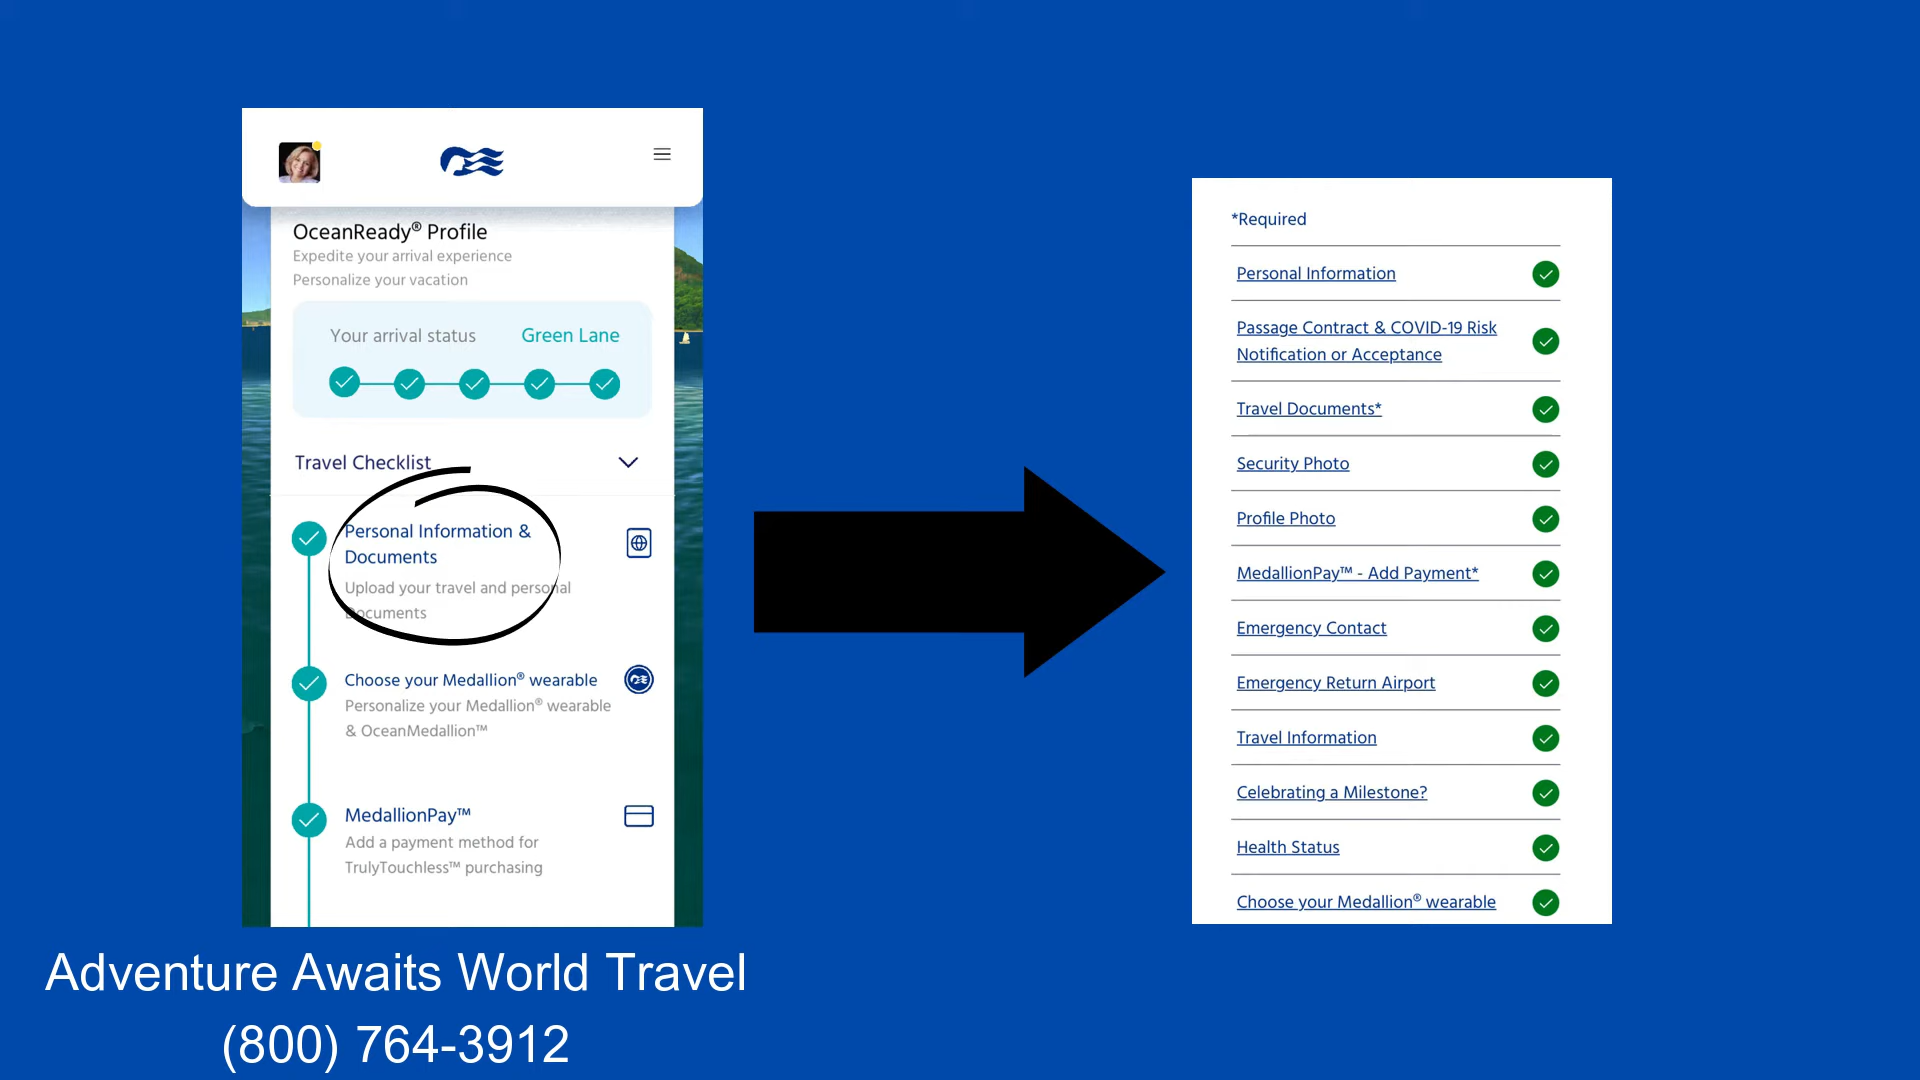 OceanReady® Profile
Expedite your arrival experience
Personalize your vacation
Your arrival status Green Lane
Travel Checklist
Personal Information &
Documents
Upload your travel and personal
Documents
Choose your Medallion® wearable
Personalize your Medallion® wearable
& OceanMedallion™
MedallionPay™
Add a payment method for
TrulyTouchless™ purchasing
*Required
Personal Information
Passage Contract & COVID-19 Risk
Notification or Acceptance
Travel Documents*
Security Photo
Profile Photo
MedallionPay™ - Add Payment*
Emergency Contact
Emergency Return Airport
Travel Information
Celebrating a Milestone?
Health Status
Choose your Medallion® wearable
Adventure Awaits World Travel
(800) 764-3912